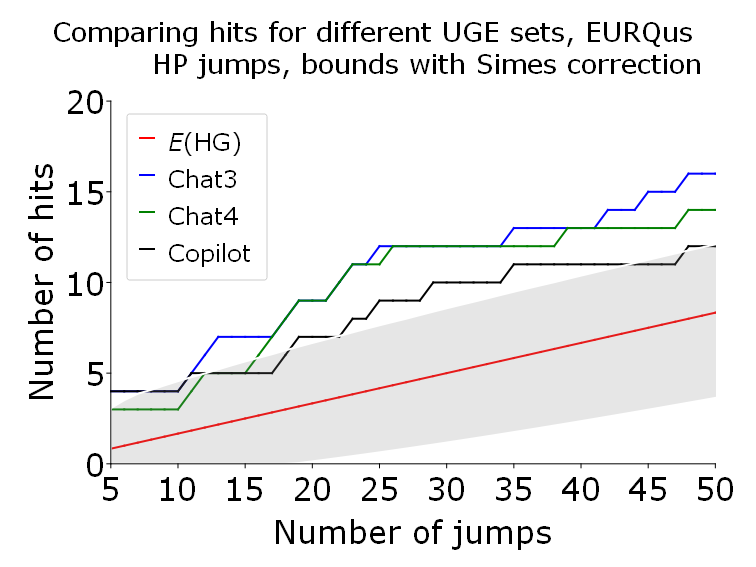 Comparing hits for different UGE sets, EURQus
HP jumps, bounds with Simes correction
20
15
10
5
0
Number of hits
E(HG)
Chat3
Chat4
Copilot
5 10 15 20 25 30 35 40 45 50
Number of jumps